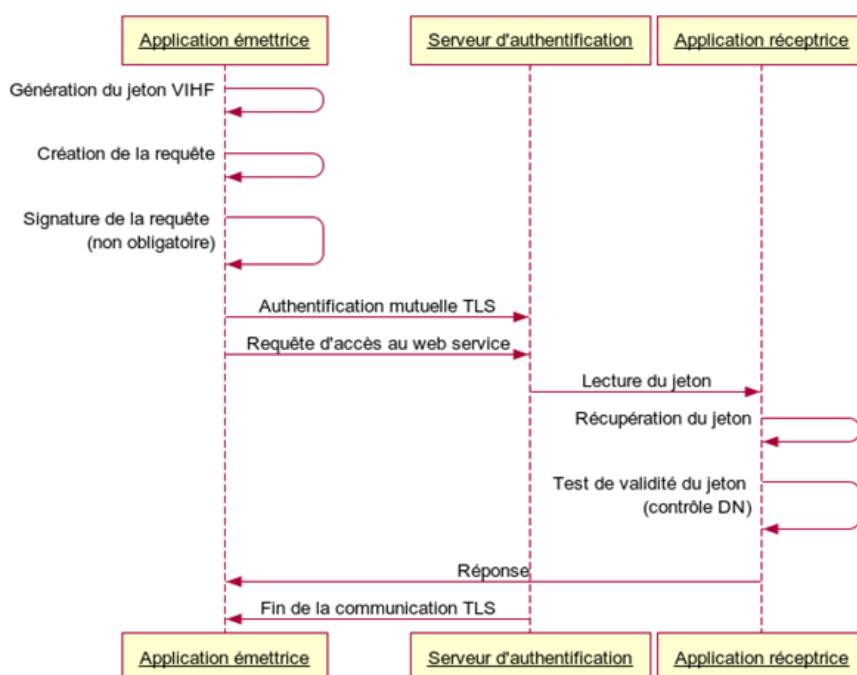 Application émettrice
Serveur d'authentification
Application réceptrice
Génération du jeton VIHF
Création de la requête
Signature de la requête
(non obligatoire)
Authentification mutuelle TLS
Requête d'accès au web service
Lecture du jeton
Récupération du jeton
Test de validité du jeton
(contrôle DN)
Réponse
Fin de la communication TLS
Application émettrice
Serveur d'authentification
Application réceptrice